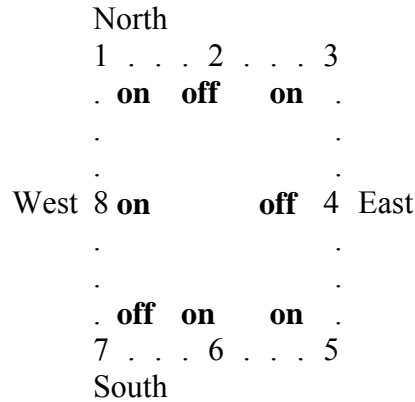 North
1 . . . 2 . . . 3
. on off on .
. .
. .
West 8 on off 4 East
. .
. .
. off on on .
7 . . . 6 . . . 5
South